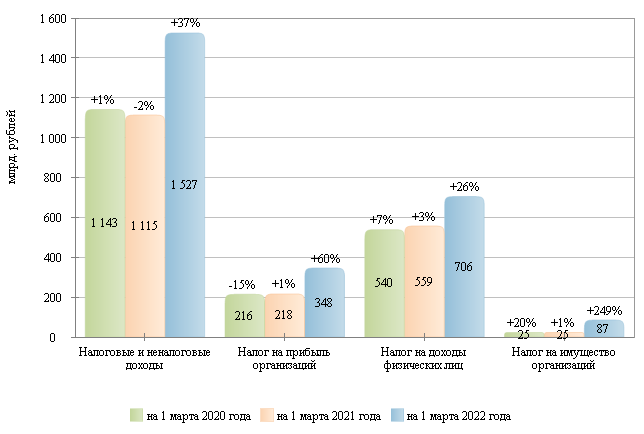 млрд. рублей
1 600
1 400
1 200
1 000
800
600
400
200
0
+1%
-2%
+37%
1 143
1 115
1 527
-15%
+1%
+60%
216
218
348
+7%
+3%
+26%
540
559
706
+20%
+1%
+249%
25
25
87
Налоговые и неналоговые
доходы
Налог на прибыль
организаций
Налог на доходы
физических лиц
Налог на имущество
организаций
на 1 марта 2020 года
на 1 марта 2021 года
на 1 марта 2022 года